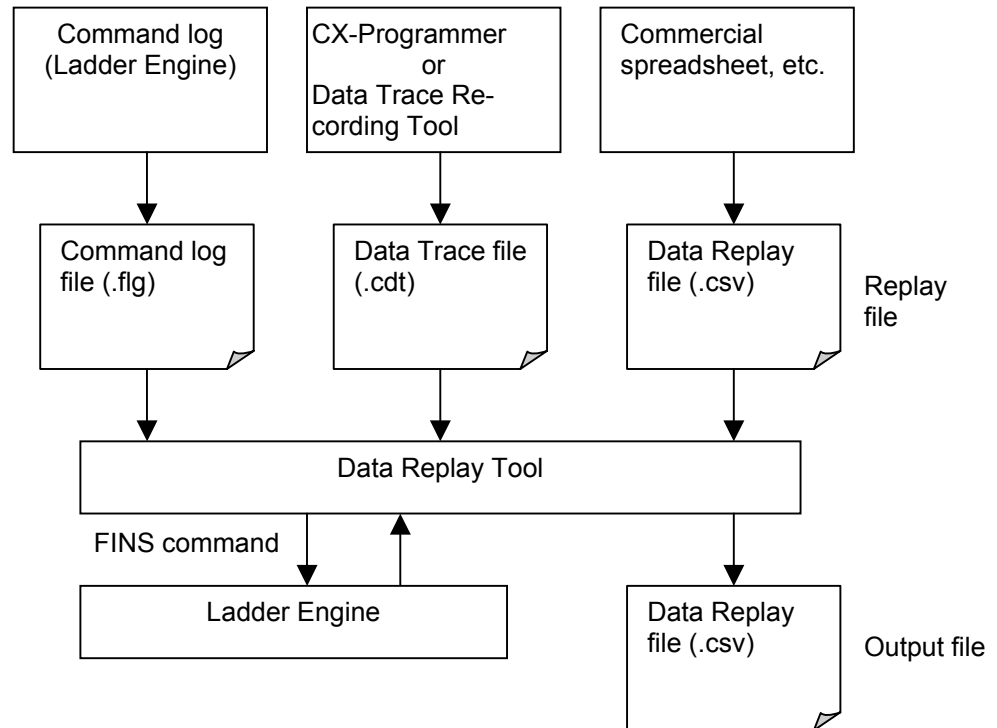 Command log
(Ladder Engine)
CX-Programmer
or
Data Trace Re-
cording Tool
Commercial
spreadsheet, etc.
Command log
file (.flg)
Data Trace file
(.cdt)
Data Replay
file (.csv)
Replay
file
Data Replay Tool
FINS command
Ladder Engine
Data Replay
file (.csv)
Output file